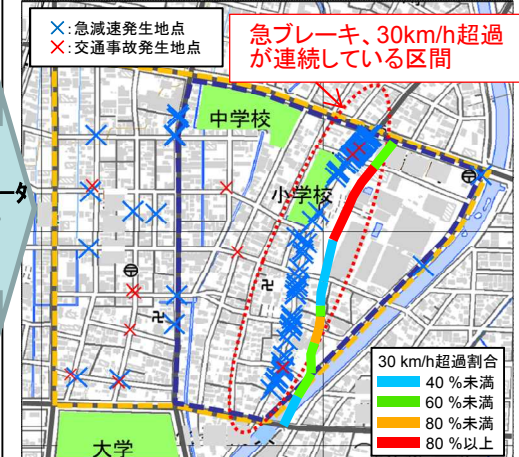 ×:急減速発生地点
×:交通事故発生地点
急ブレーキ、30km/h超過
が連続している区間
中学校
小学校
大学
30 km/h超過割合
40 %未満
60 %未満
80 %未満
80 %以上